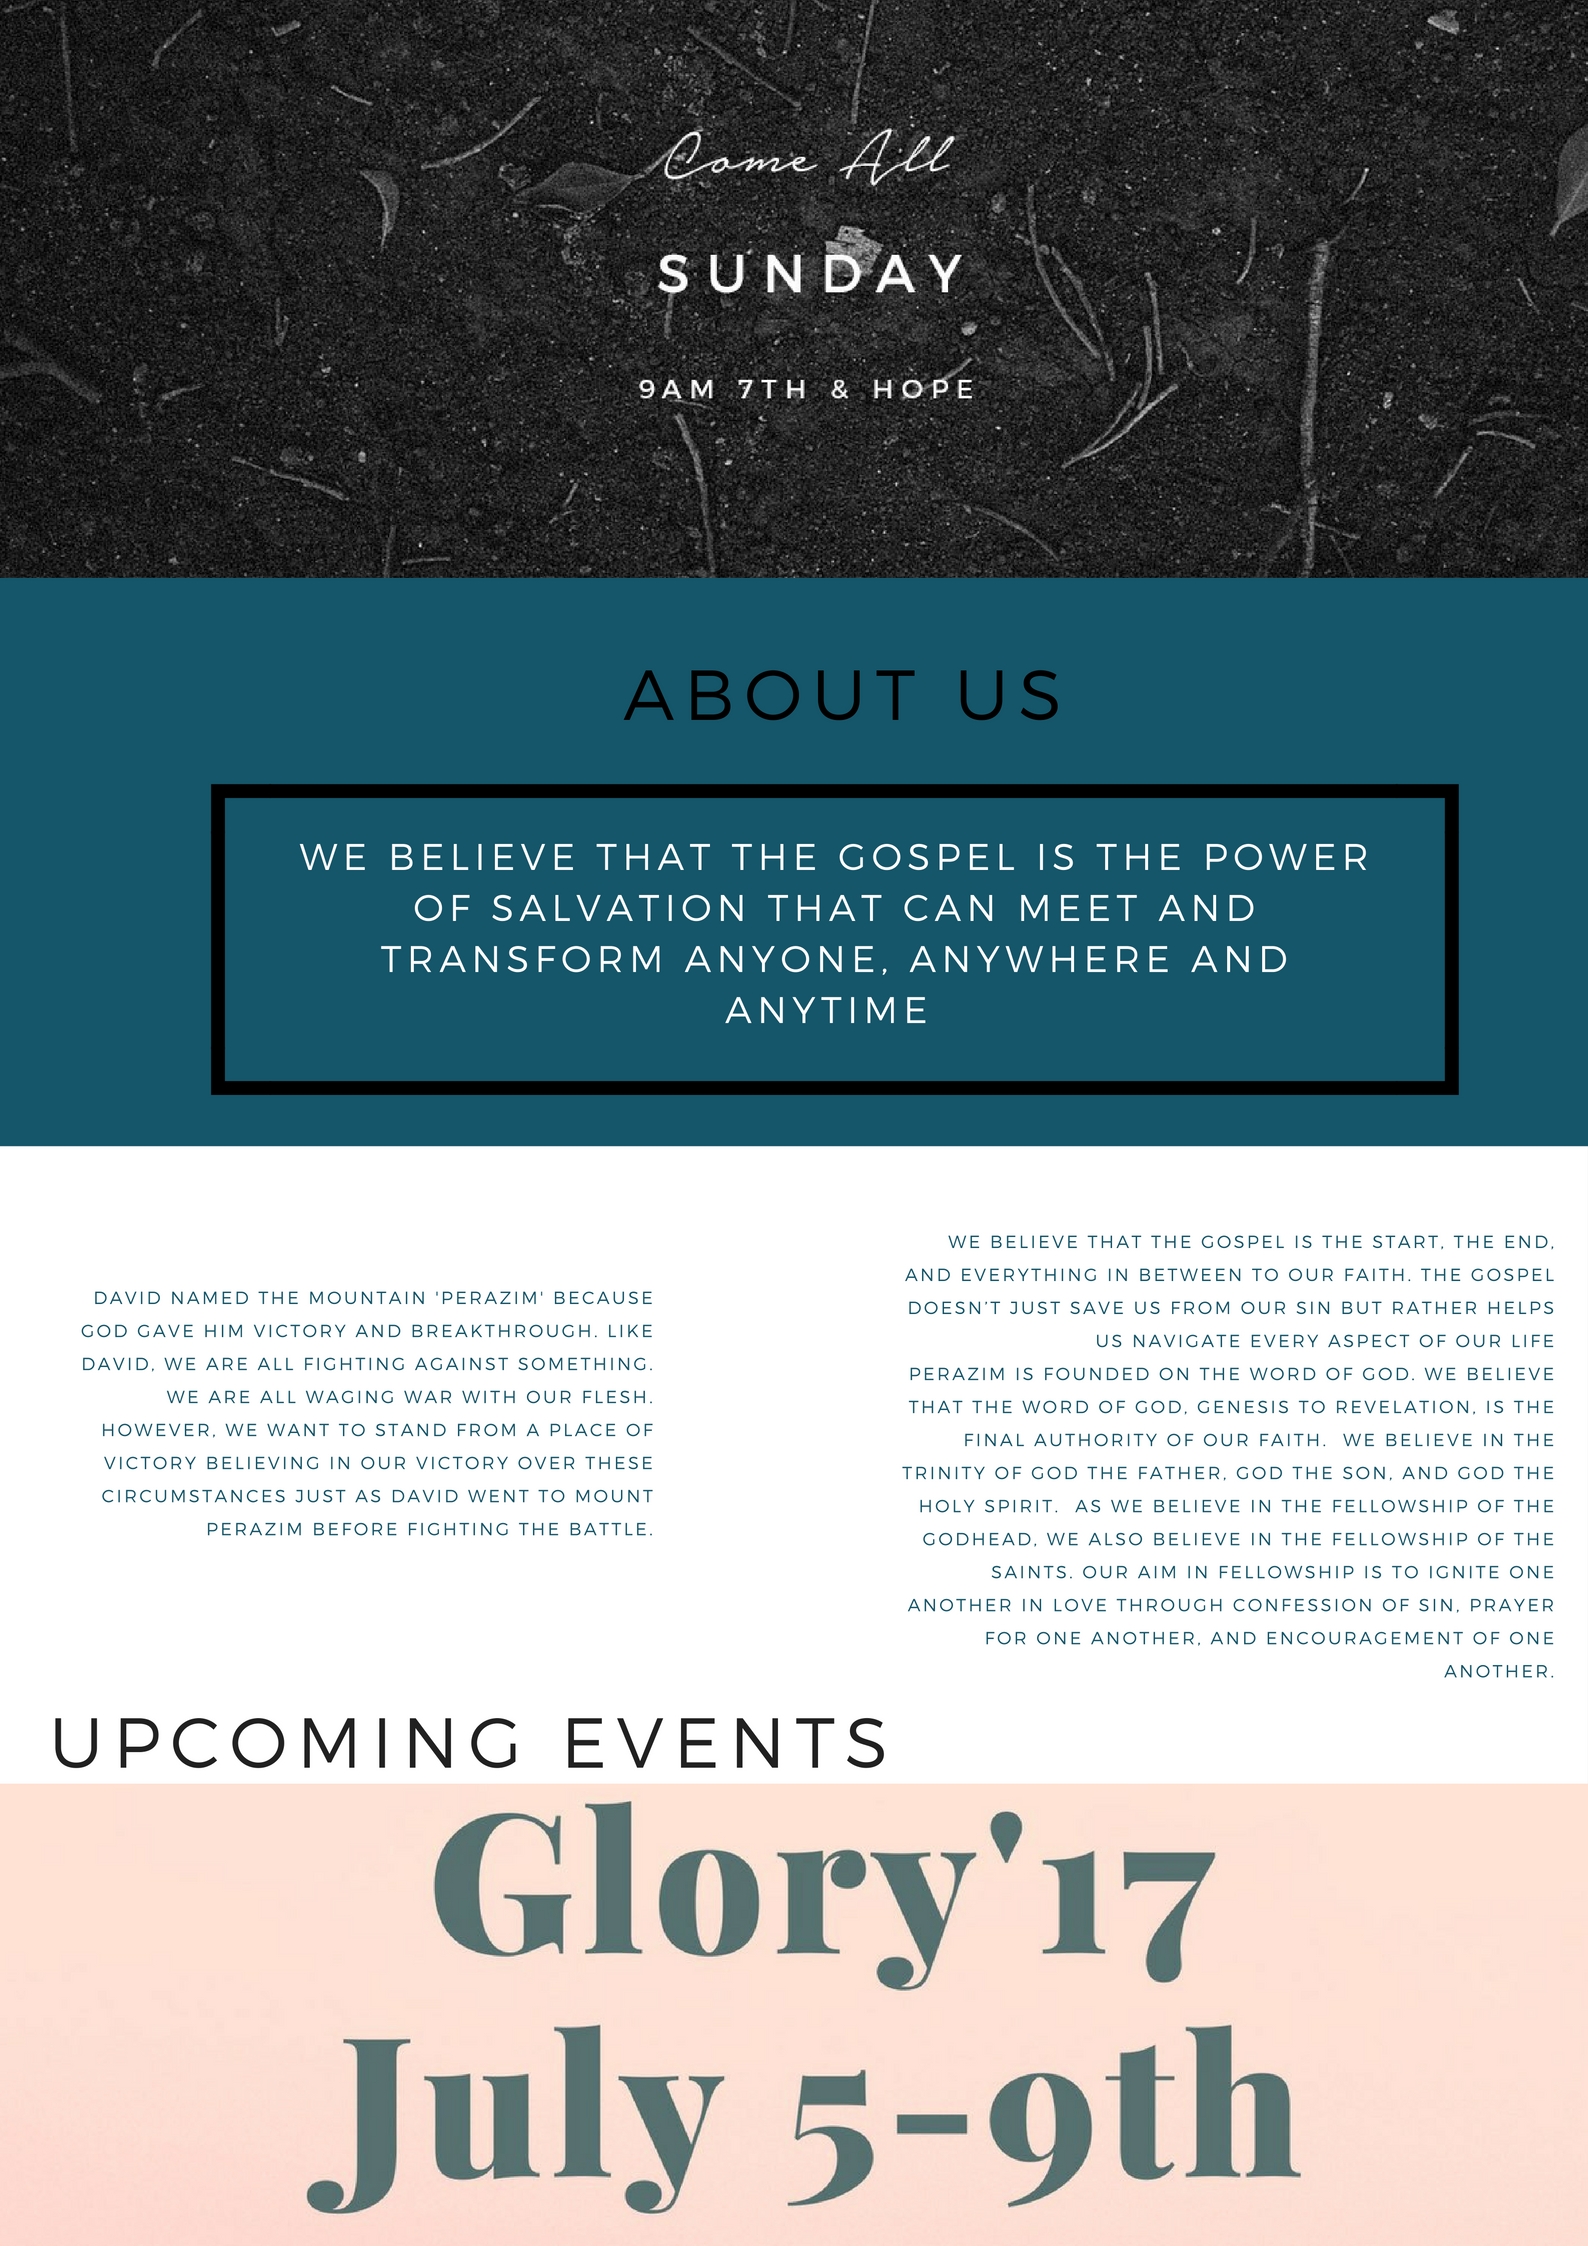 Come All
SUNDAY
9AM 7TH & HOPE
ABOUT US
WE BELIEVE THAT THE GOSPEL IS THE POWER
OF SALVATION THAT CAN MEET AND
TRANSFORM ANYONE, ANYWHERE AND
ANYTIME
DAVID NAMED THE MOUNTAIN 'PERAZIM' BECAUSE
GOD GAVE HIM VICTORY AND BREAKTHROUGH. LIKE
DAVID, WE ARE ALL FIGHTING AGAINST SOMETHING.
WE ARE ALL WAGING WAR WITH OUR FLESH.
HOWEVER, WE WANT TO STAND FROM A PLACE OF
VICTORY BELIEVING IN OUR VICTORY OVER THESE
CIRCUMSTANCES JUST AS DAVID WENT TO MOUNT
PERAZIM BEFORE FIGHTING THE BATTLE.
WE BELIEVE THAT THE GOSPEL IS THE START, THE END,
AND EVERYTHING IN BETWEEN TO OUR FAITH. THE GOSPEL
DOESN’T JUST SAVE US FROM OUR SIN BUT RATHER HELPS
US NAVIGATE EVERY ASPECT OF OUR LIFE
PERAZIM IS FOUNDED ON THE WORD OF GOD. WE BELIEVE
THAT THE WORD OF GOD, GENESIS TO REVELATION, IS THE
FINAL AUTHORITY OF OUR FAITH.  WE BELIEVE IN THE
TRINITY OF GOD THE FATHER, GOD THE SON, AND GOD THE
HOLY SPIRIT.  AS WE BELIEVE IN THE FELLOWSHIP OF THE
GODHEAD, WE ALSO BELIEVE IN THE FELLOWSHIP OF THE
SAINTS. OUR AIM IN FELLOWSHIP IS TO IGNITE ONE
ANOTHER IN LOVE THROUGH CONFESSION OF SIN, PRAYER
FOR ONE ANOTHER, AND ENCOURAGEMENT OF ONE
ANOTHER.
UPCOMING EVENTS
Glory'17
July 5-9th